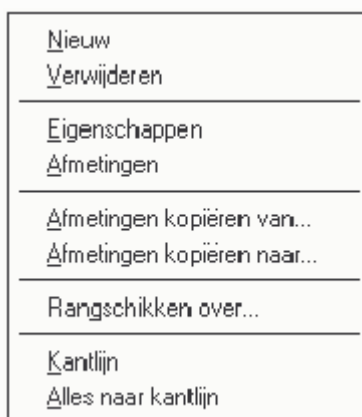 Nieuw
Verwijderen
Eigenschappen
Afmetingen
Afmetingen kopiëren van...
Afmetingen kopiëren naar...
Rangschikken over...
Kantlijn
Alles naar kantlijn